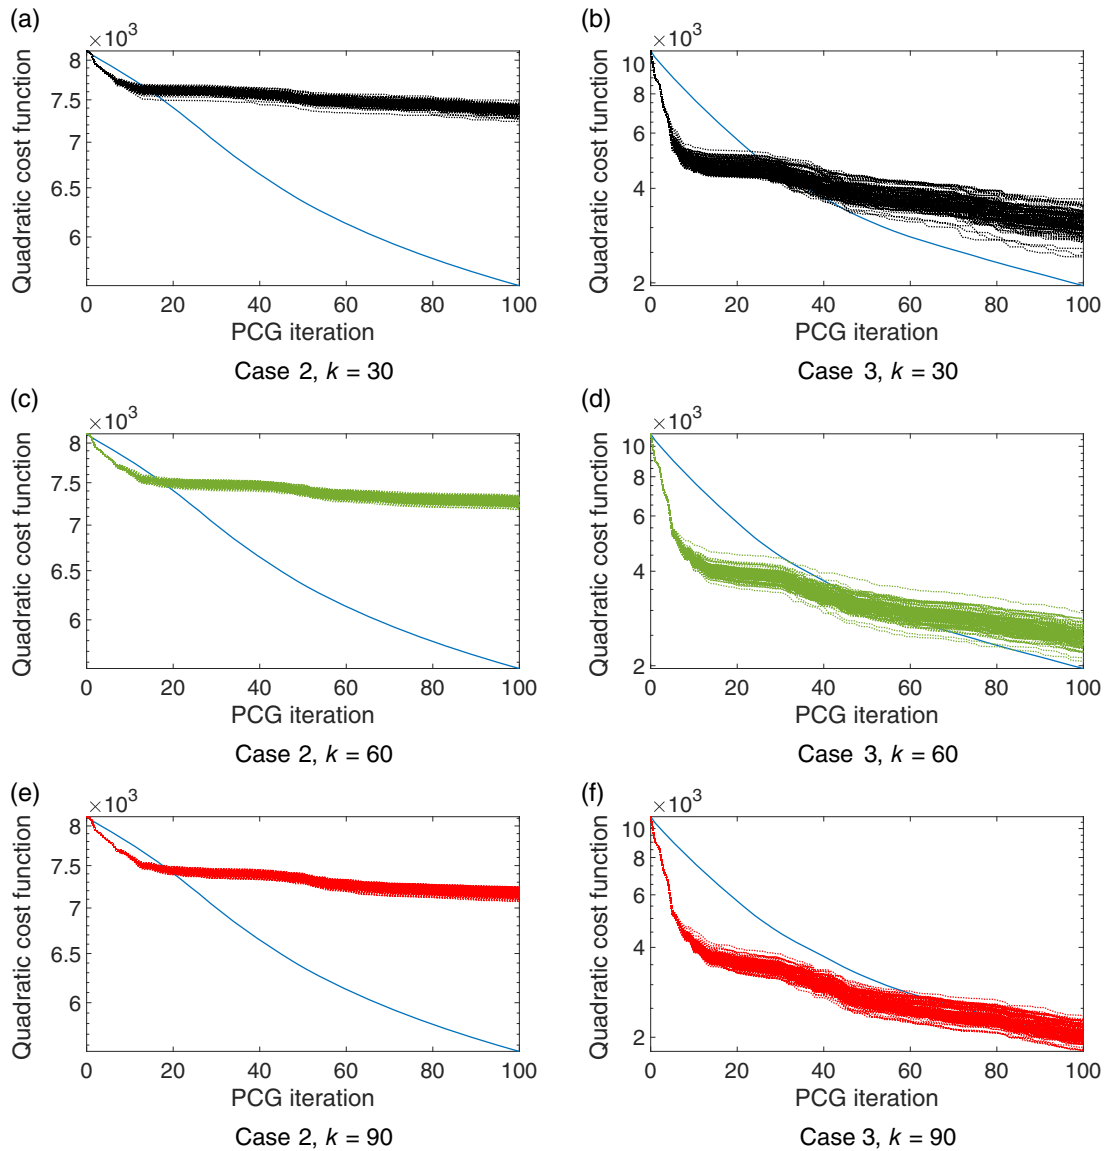 (a)
×10³
8
7.5
7
6.5
6
0 20 40 60 80 100
Quadratic cost function
PCG iteration
Case 2, k = 30
(b)
×10³
10
8
6
4
2
0 20 40 60 80 100
Quadratic cost function
PCG iteration
Case 3, k = 30
(c)
×10³
8
7.5
7
6.5
6
0 20 40 60 80 100
Quadratic cost function
PCG iteration
Case 2, k = 60
(d)
×10³
10
8
6
4
2
0 20 40 60 80 100
Quadratic cost function
PCG iteration
Case 3, k = 60
(e)
×10³
8
7.5
7
6.5
6
0 20 40 60 80 100
Quadratic cost function
PCG iteration
Case 2, k = 90
(f)
×10³
10
8
6
4
2
0 20 40 60 80 100
Quadratic cost function
PCG iteration
Case 3, k = 90